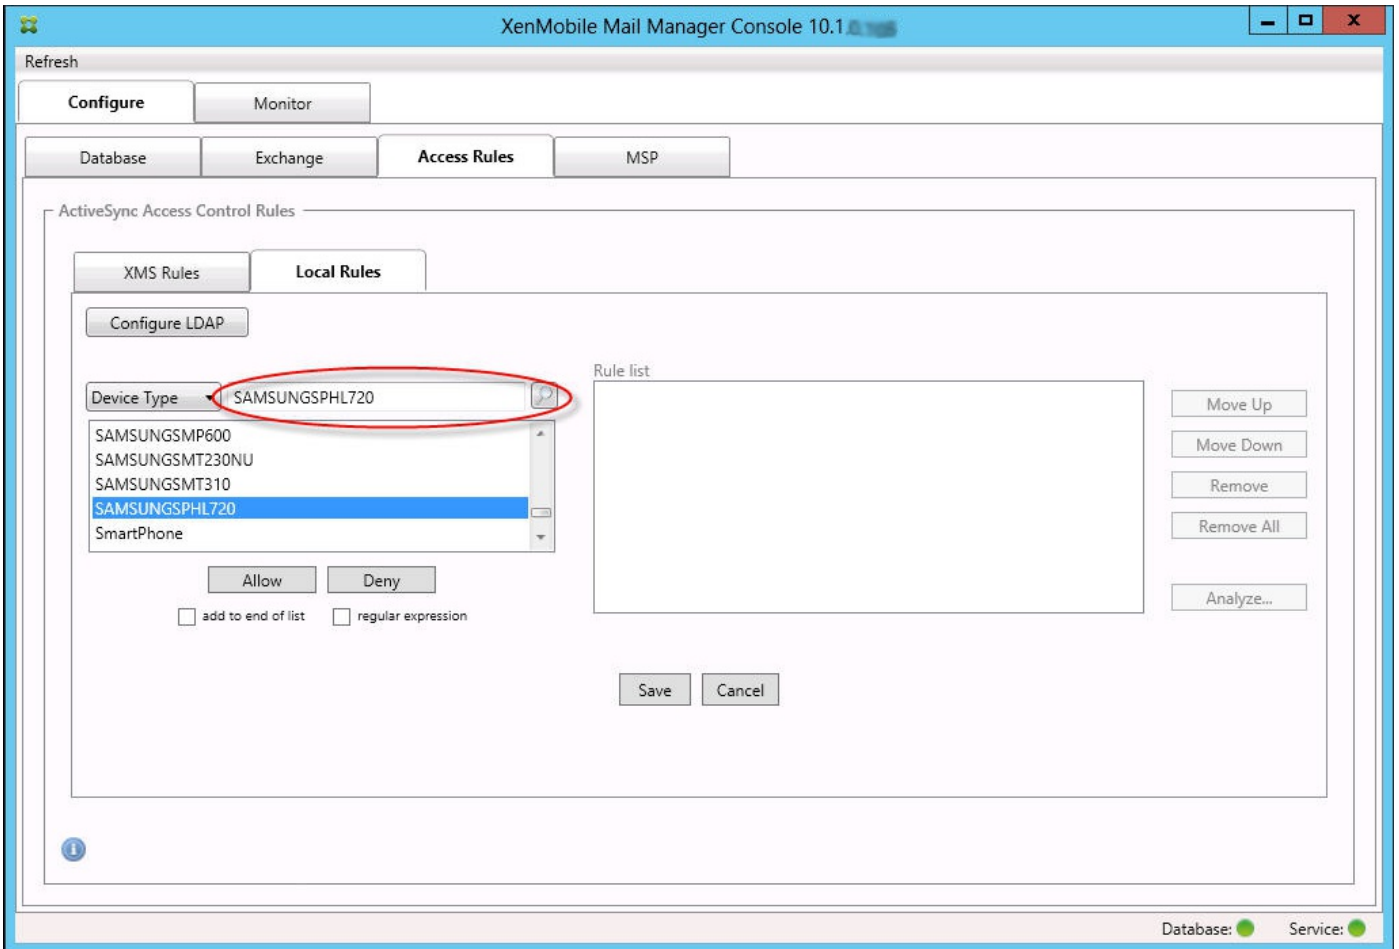 XenMobile Mail Manager Console 10.1
Refresh
Configure
Monitor
Database
Exchange
Access Rules
MSP
ActiveSync Access Control Rules
XMS Rules
Local Rules
Configure LDAP
Rule list
Device Type
SAMSUNGSPHL720
SAMSUNGSMP600
SAMSUNGSMT230NU
SAMSUNGSMT310
SAMSUNGSPHL720
SmartPhone
Allow
Deny
add to end of list
regular expression
Move Up
Move Down
Remove
Remove All
Analyze...
Save
Cancel
Database:
Service: